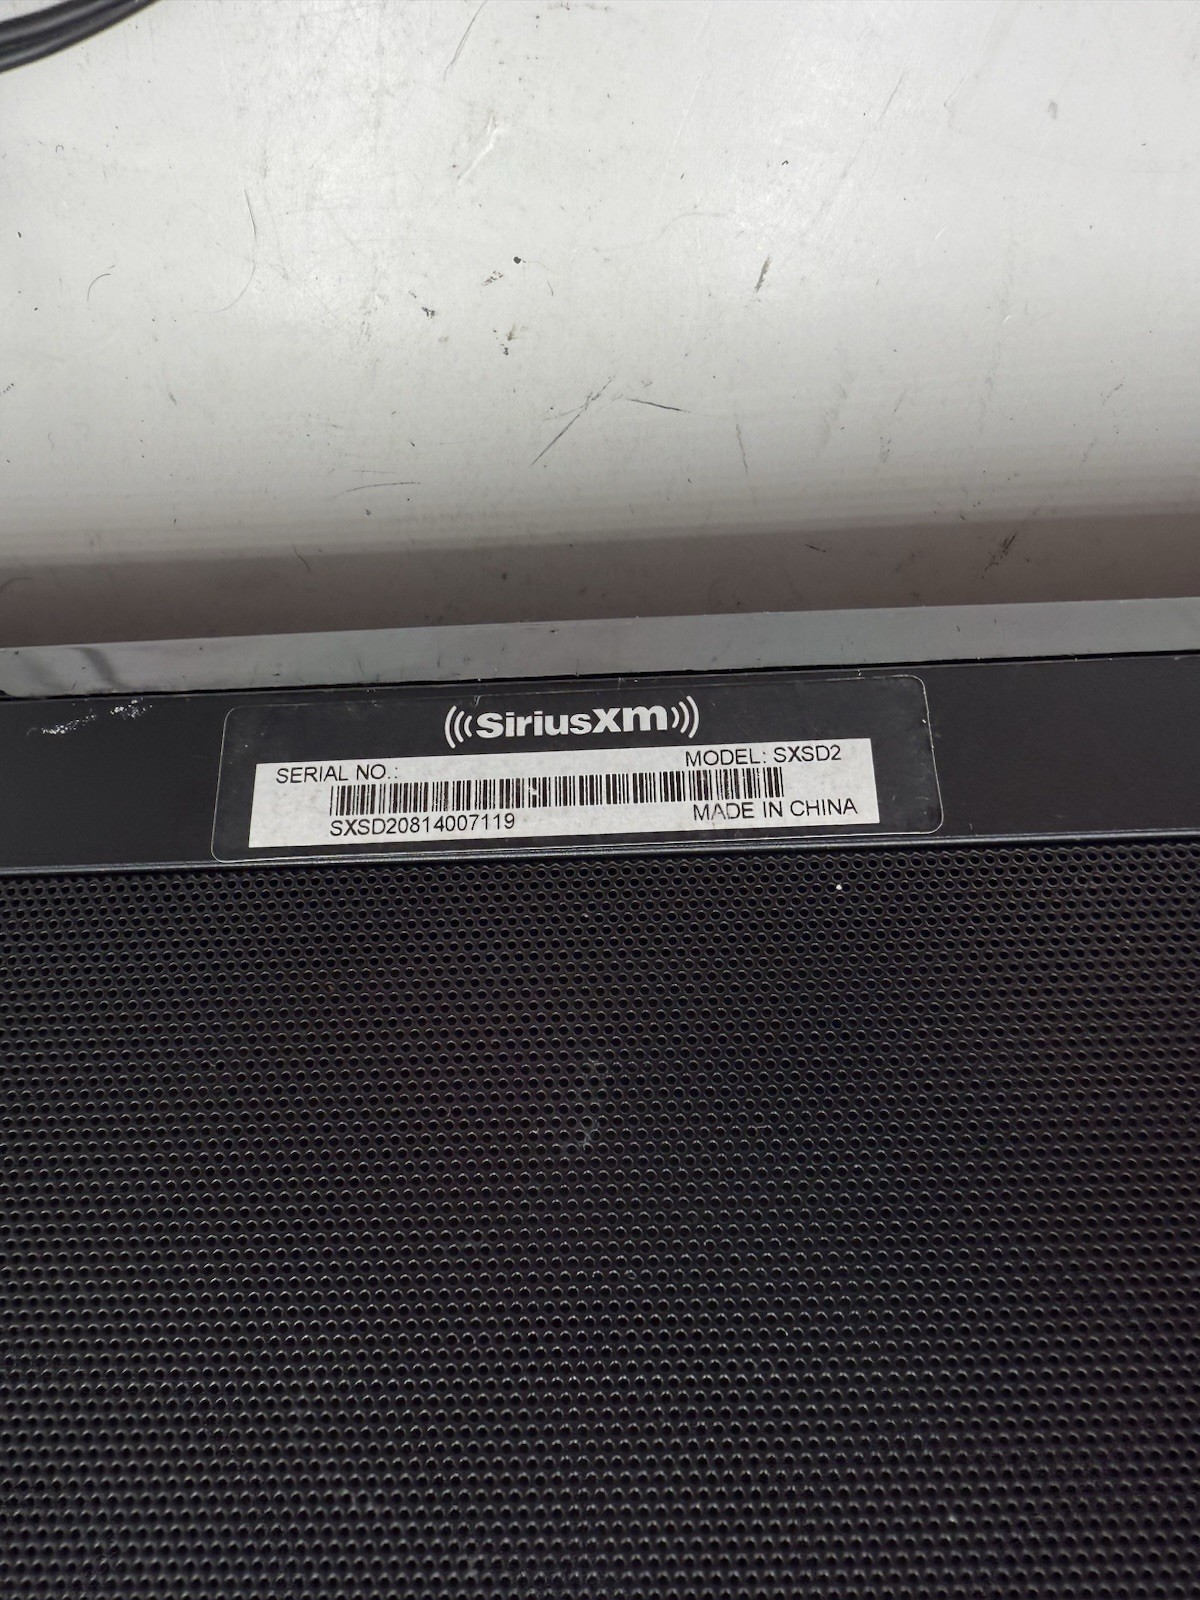 (((SiriusXM)))
SERIAL NO.: MODEL: SXSD2
SXSD20814007119 MADE IN CHINA